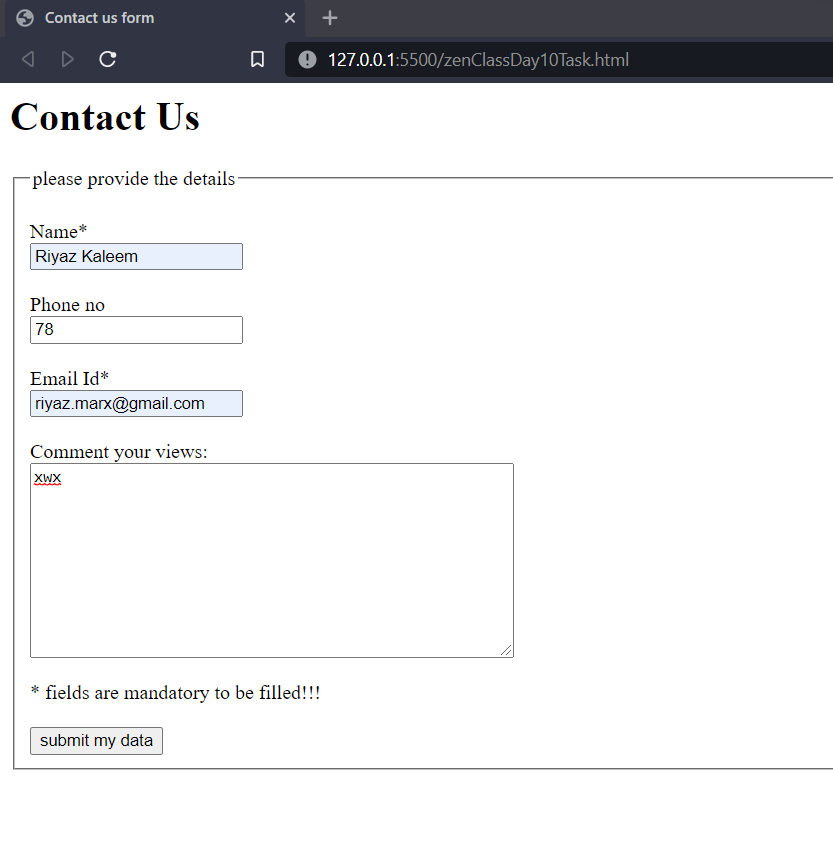 Contact us form
127.0.0.1:5500/zenClassDay10Task.html
Contact Us
please provide the details
Name*
Riyaz Kaleem
Phone no
78
Email Id*
riyaz.marx@gmail.com
Comment your views:
xwx
* fields are mandatory to be filled!!!
submit my data